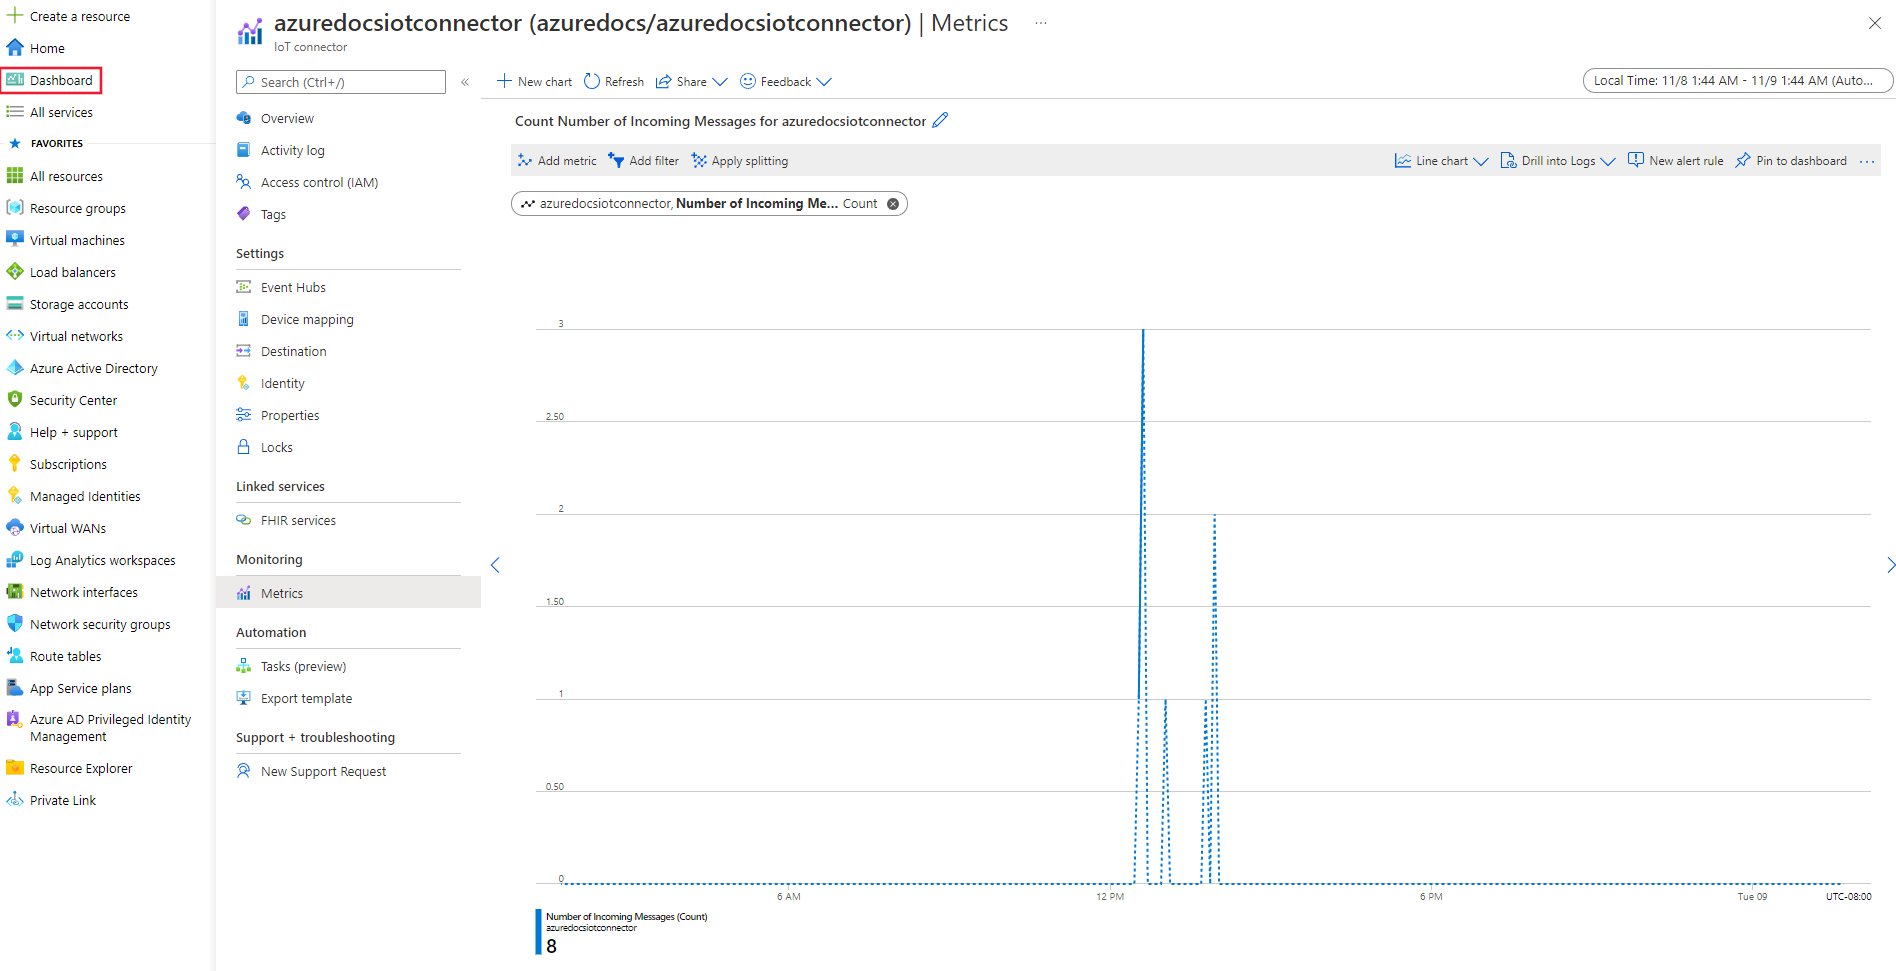 Create a resource
Home
Dashboard
All services
FAVORITES
All resources
Resource groups
Virtual machines
Load balancers
Storage accounts
Virtual networks
Azure Active Directory
Security Center
Help + support
Subscriptions
Managed Identities
Virtual WANs
Log Analytics workspaces
Network interfaces
Network security groups
Route tables
App Service plans
Azure AD Privileged Identity
Management
Resource Explorer
Private Link
azuredocsiotconnector (azuredocs/azuredocsiotconnector) | Metrics ...
IoT connector
Search (Ctrl+/)
«
Overview
Activity log
Access control (IAM)
Tags
Settings
Event Hubs
Device mapping
Destination
Identity
Properties
Locks
Linked services
FHIR services
Monitoring
Metrics
Automation
Tasks (preview)
Export template
Support + troubleshooting
New Support Request
New chart Refresh Share Feedback
Local Time: 11/8 1:44 AM - 11/9 1:44 AM (Auto...
Count Number of Incoming Messages for azuredocsiotconnector
Add metric Add filter Apply splitting Line chart Drill into Logs New alert rule Pin to dashboard ...
azuredocsiotconnector, Number of Incoming Me... Count
3
2.50
2
1.50
1
0.50
0
6 AM 12 PM 6 PM Tue 09 UTC-08:00
Number of Incoming Messages (Count)
azuredocsiotconnector
8